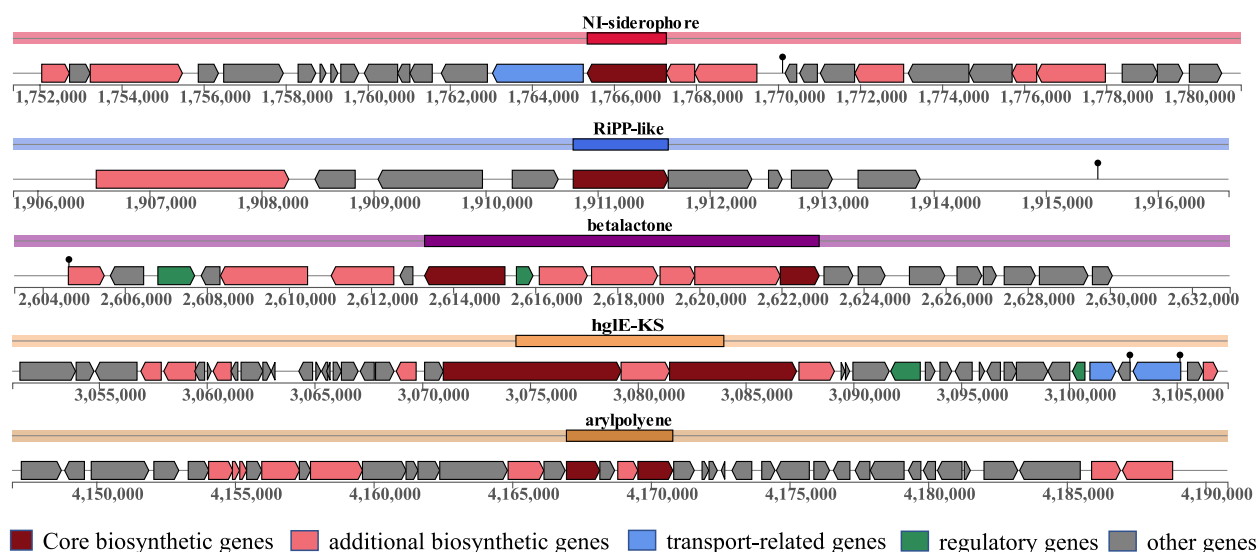 NI-siderophore
1,752,000 1,754,000 1,756,000 1,758,000 1,760,000 1,762,000 1,764,000 1,766,000 1,768,000 1,770,000 1,772,000 1,774,000 1,776,000 1,778,000 1,780,000
RiPP-like
1,906,000 1,907,000 1,908,000 1,909,000 1,910,000 1,911,000 1,912,000 1,913,000 1,914,000 1,915,000 1,916,000
betalactone
2,604,000 2,606,000 2,608,000 2,610,000 2,612,000 2,614,000 2,616,000 2,618,000 2,620,000 2,622,000 2,624,000 2,626,000 2,628,000 2,630,000 2,632,000
hglE-KS
3,055,000 3,060,000 3,065,000 3,070,000 3,075,000 3,080,000 3,085,000 3,090,000 3,095,000 3,100,000 3,105,000
arylpolyene
4,150,000 4,155,000 4,160,000 4,165,000 4,170,000 4,175,000 4,180,000 4,185,000 4,190,000
Core biosynthetic genes additional biosynthetic genes transport-related genes regulatory genes other genes